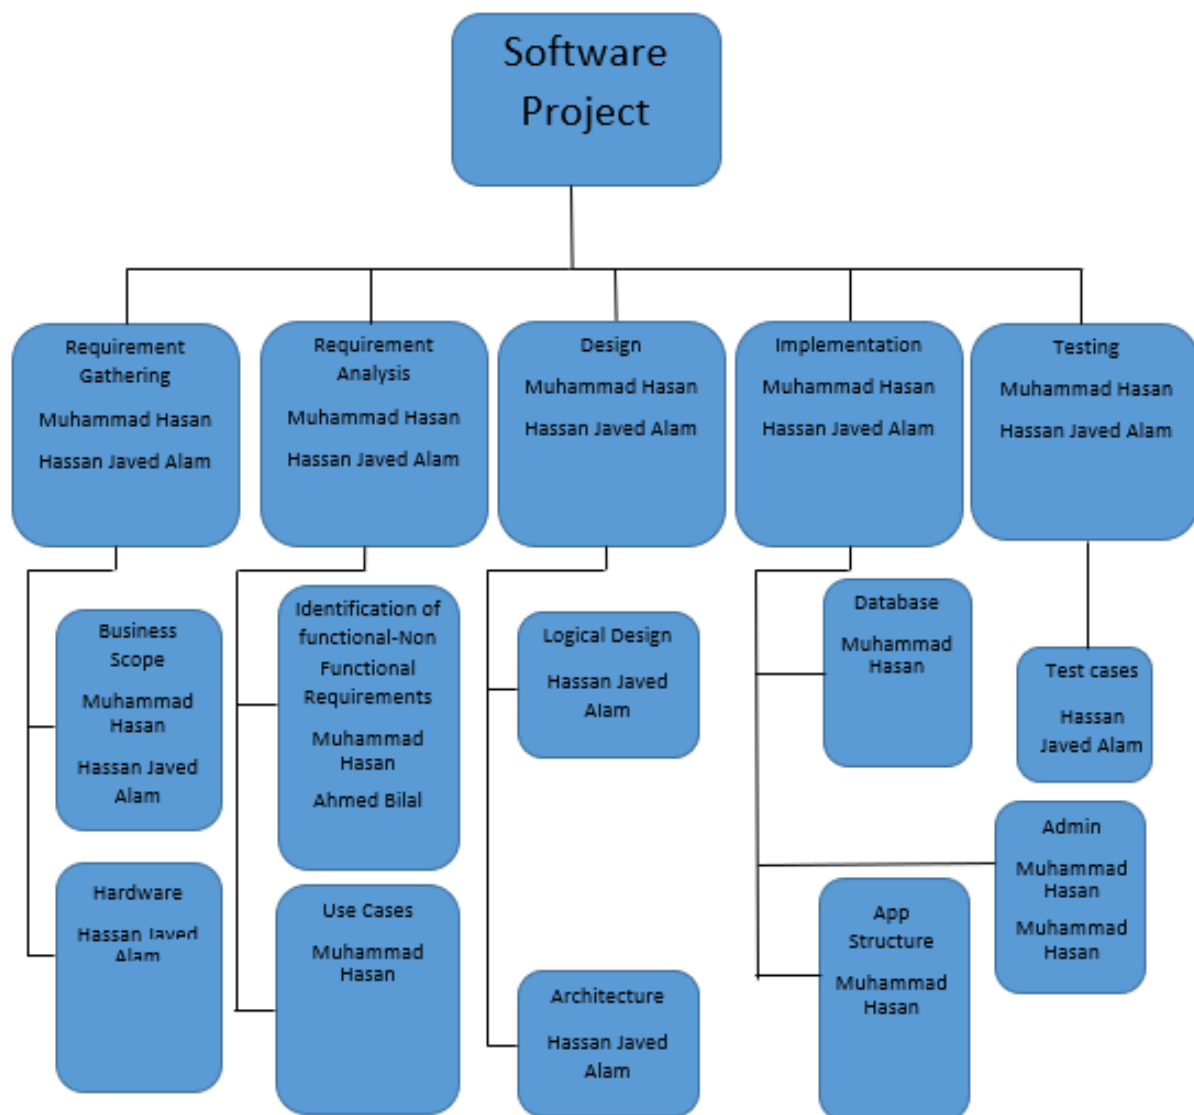 Software
Project
Requirement
Gathering
Muhammad Hasan
Hassan Javed Alam
Requirement
Analysis
Muhammad Hasan
Hassan Javed Alam
Design
Muhammad Hasan
Hassan Javed Alam
Implementation
Muhammad Hasan
Hassan Javed Alam
Testing
Muhammad Hasan
Hassan Javed Alam
Business
Scope
Muhammad
Hasan
Hassan Javed
Alam
Hardware
Hassan Javed
Alam
Identification of
functional-Non
Functional
Requirements
Muhammad
Hasan
Ahmed Bilal
Use Cases
Muhammad
Hasan
Logical Design
Hassan Javed
Alam
Architecture
Hassan Javed
Alam
Database
Muhammad
Hasan
App
Structure
Muhammad
Hasan
Admin
Muhammad
Hasan
Muhammad
Hasan
Test cases
Hassan
Javed Alam